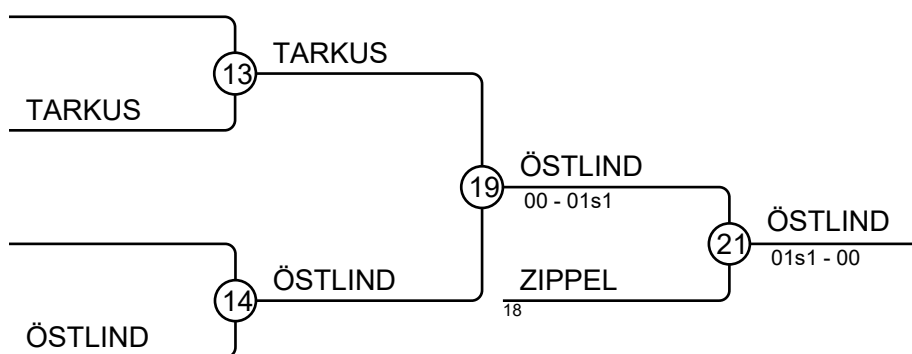 TARKUS
13
TARKUS
ÖSTLIND
19
00 - 01s1
ÖSTLIND
21
01s1 - 00
ÖSTLIND
14
ZIPPEL
18
ÖSTLIND